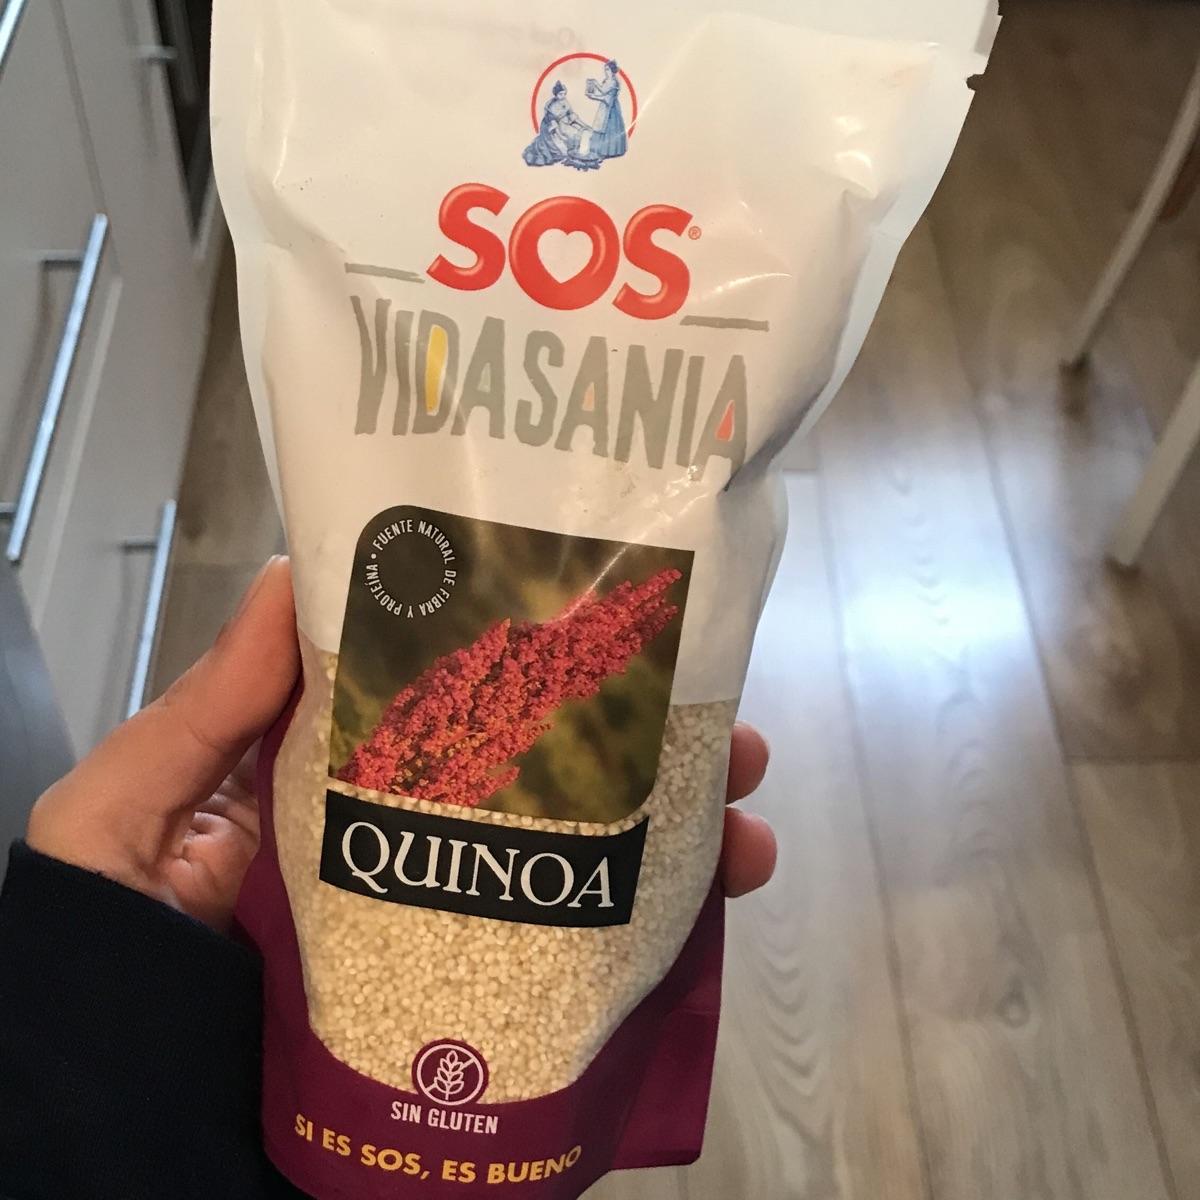 SOS®
VIDASANIA
FUENTE NATURAL DE FIBRA Y PROTEÍNA •
QUINOA
SIN GLUTEN
SI ES SOS, ES BUENO